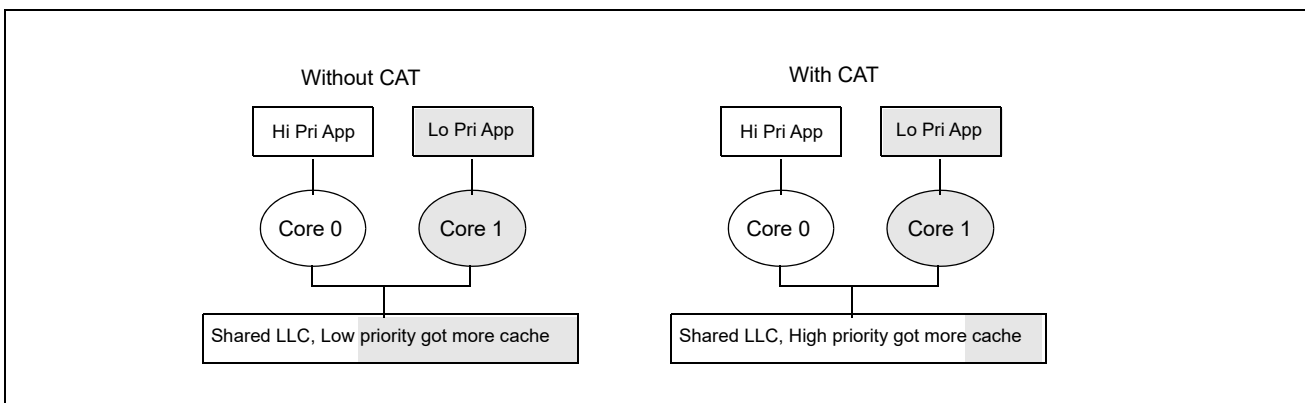 Without CAT
Hi Pri App
Lo Pri App
Core 0
Core 1
Shared LLC, Low priority got more cache
With CAT
Hi Pri App
Lo Pri App
Core 0
Core 1
Shared LLC, High priority got more cache